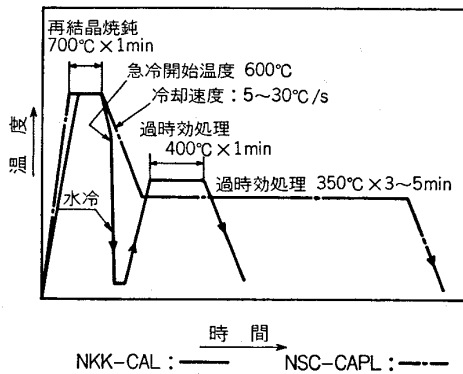 再結晶焼鈍
700℃×1min
急冷開始温度 600℃
冷却速度：5～30℃/s
過時効処理
400℃×1min
過時効処理 350℃×3～5min
水冷
温度
時間
NKK-CAL： NSC-CAPL：